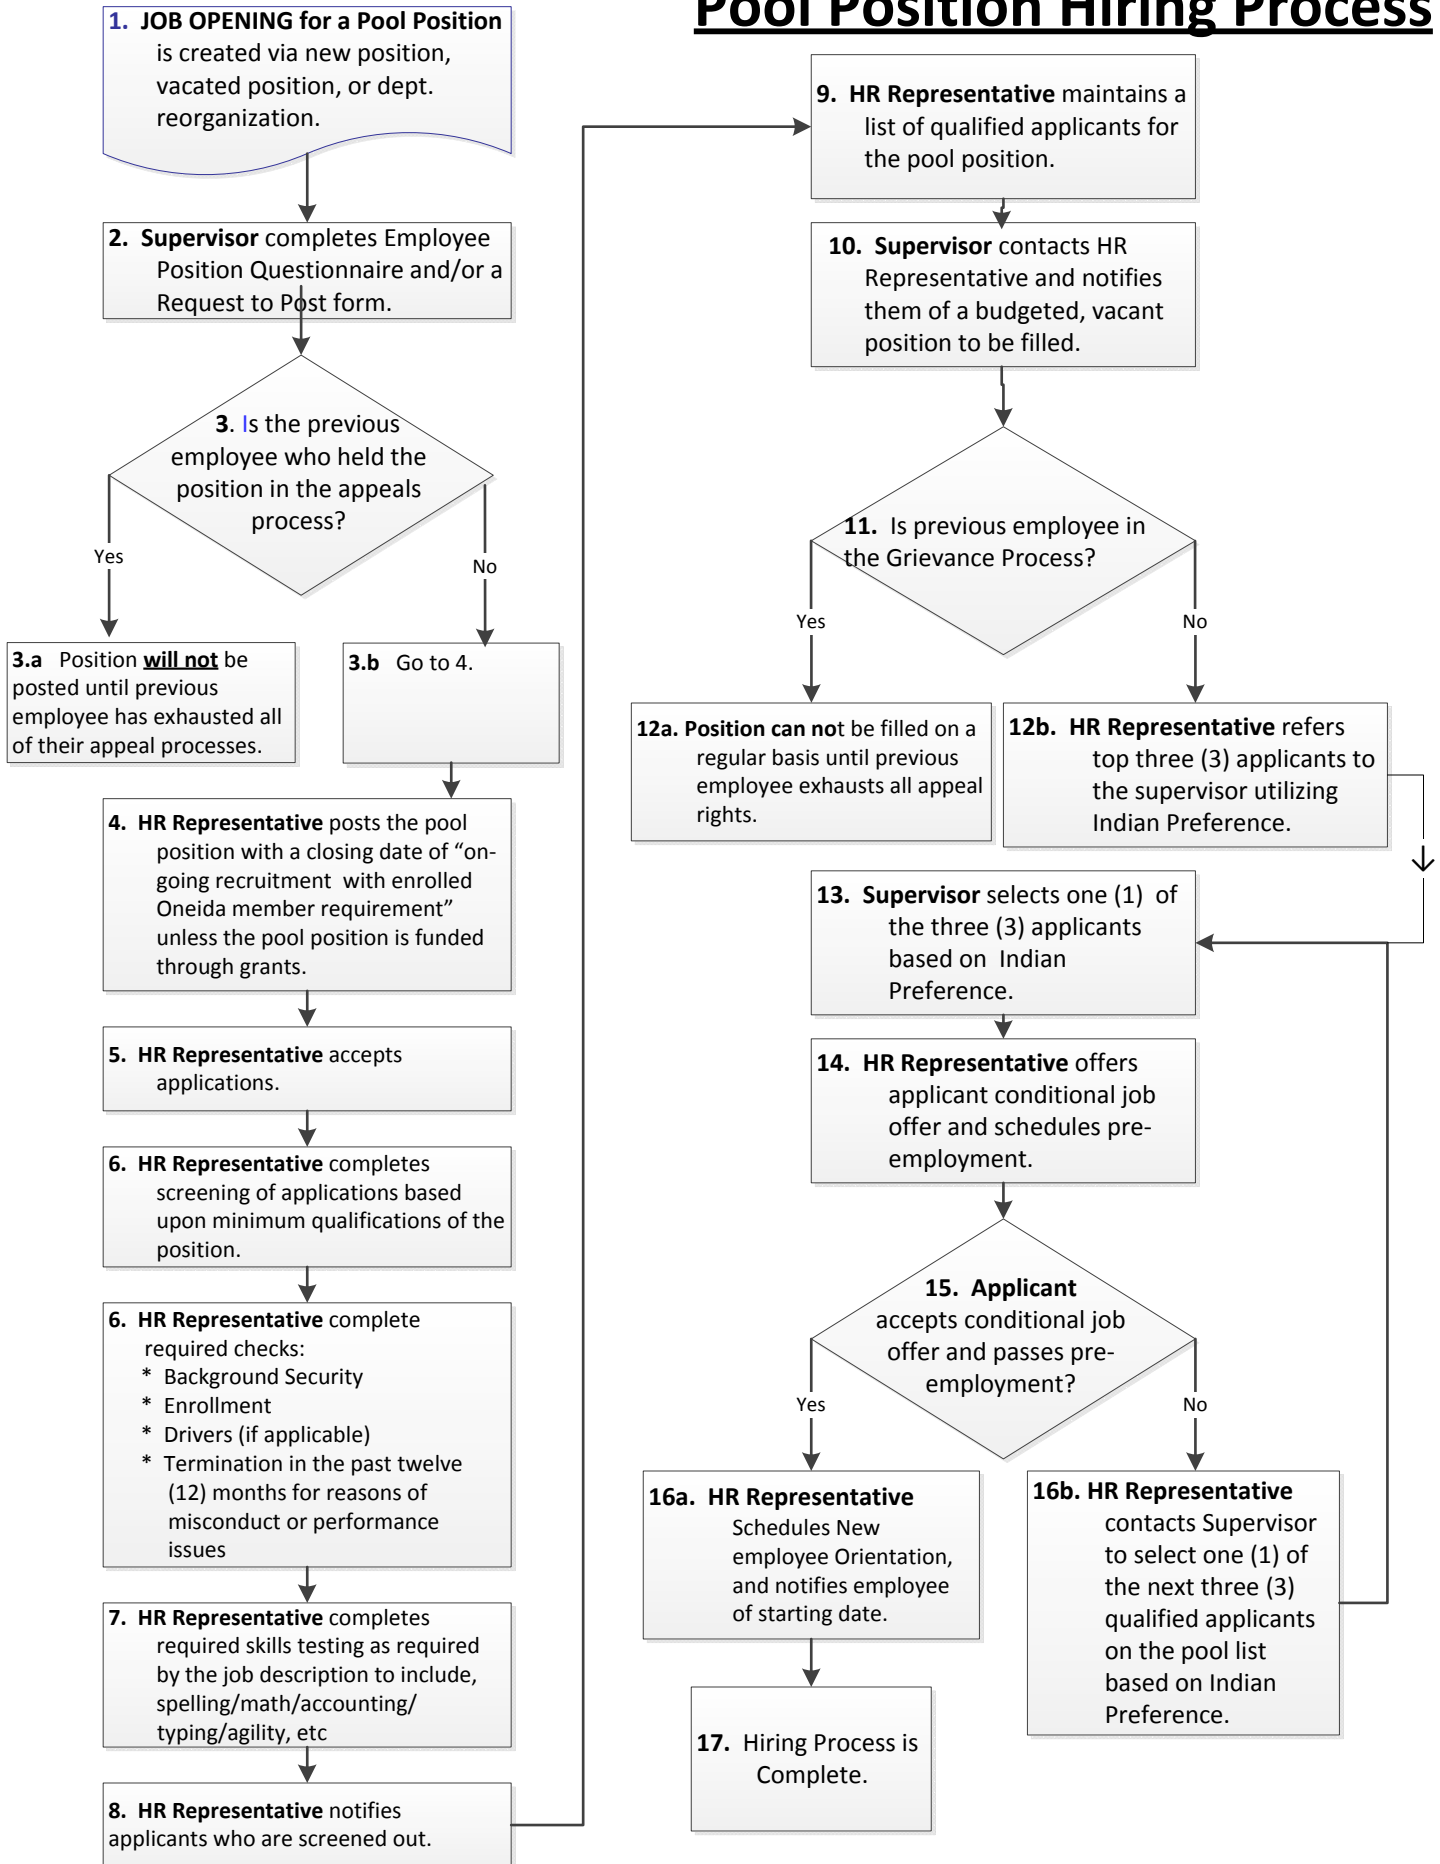 Pool Position Hiring Process
1. JOB OPENING for a Pool Position
is created via new position,
vacated position, or dept.
reorganization.
2. Supervisor completes Employee
Position Questionnaire and/or a
Request to Post form.
3. Is the previous
employee who held the
position in the appeals
process?
Yes
No
3.a Position will not be
posted until previous
employee has exhausted all
of their appeal processes.
3.b Go to 4.
4. HR Representative posts the pool
position with a closing date of “on-
going recruitment with enrolled
Oneida member requirement”
unless the pool position is funded
through grants.
5. HR Representative accepts
applications.
6. HR Representative completes
screening of applications based
upon minimum qualifications of the
position.
6. HR Representative complete
required checks:
* Background Security
* Enrollment
* Drivers (if applicable)
* Termination in the past twelve
(12) months for reasons of
misconduct or performance
issues
7. HR Representative completes
required skills testing as required
by the job description to include,
spelling/math/accounting/
typing/agility, etc
8. HR Representative notifies
applicants who are screened out.
9. HR Representative maintains a
list of qualified applicants for
the pool position.
10. Supervisor contacts HR
Representative and notifies
them of a budgeted, vacant
position to be filled.
11. Is previous employee in
the Grievance Process?
Yes
No
12a. Position can not be filled on a
regular basis until previous
employee exhausts all appeal
rights.
12b. HR Representative refers
top three (3) applicants to
the supervisor utilizing
Indian Preference.
13. Supervisor selects one (1) of
the three (3) applicants
based on Indian
Preference.
14. HR Representative offers
applicant conditional job
offer and schedules pre-
employment.
15. Applicant
accepts conditional job
offer and passes pre-
employment?
Yes
No
16a. HR Representative
Schedules New
employee Orientation,
and notifies employee
of starting date.
16b. HR Representative
contacts Supervisor
to select one (1) of
the next three (3)
qualified applicants
on the pool list
based on Indian
Preference.
17. Hiring Process is
Complete.